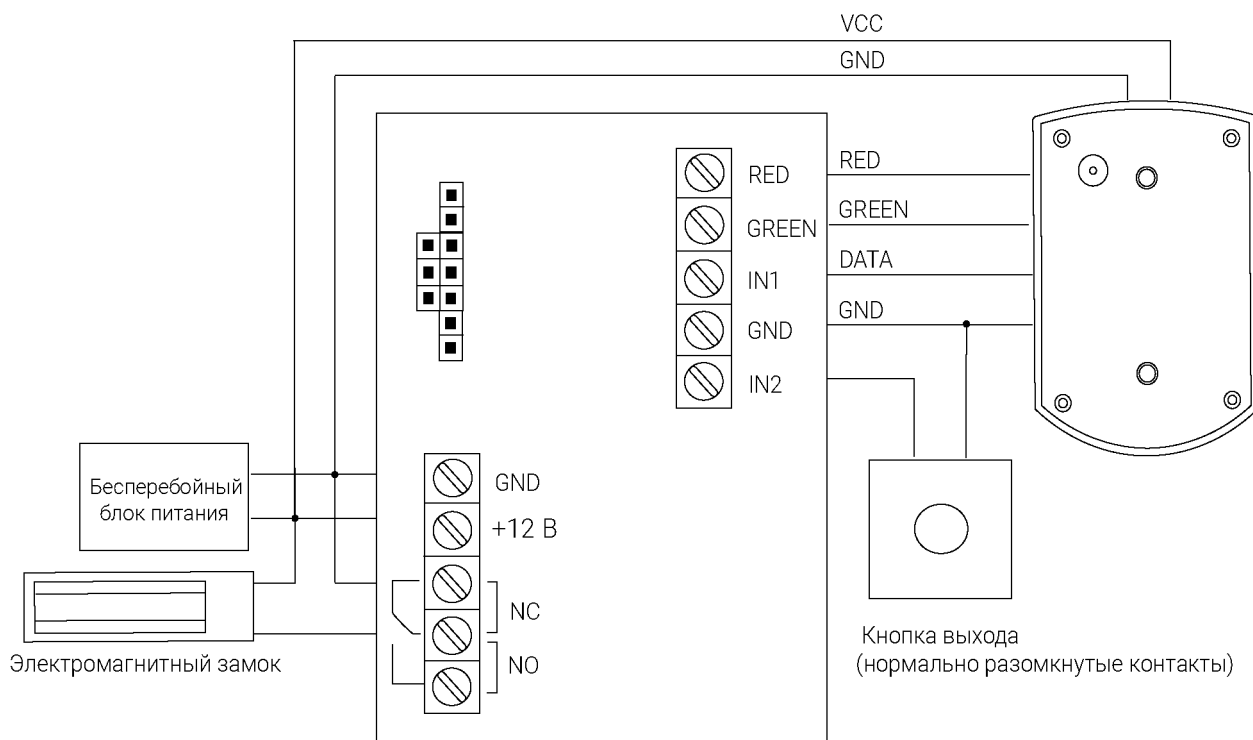 VCC
GND
RED
GREEN
IN1
GND
IN2
RED
GREEN
DATA
GND
Бесперебойный
блок питания
GND
+12 В
NC
NO
Электромагнитный замок
Кнопка выхода
(нормально разомкнутые контакты)